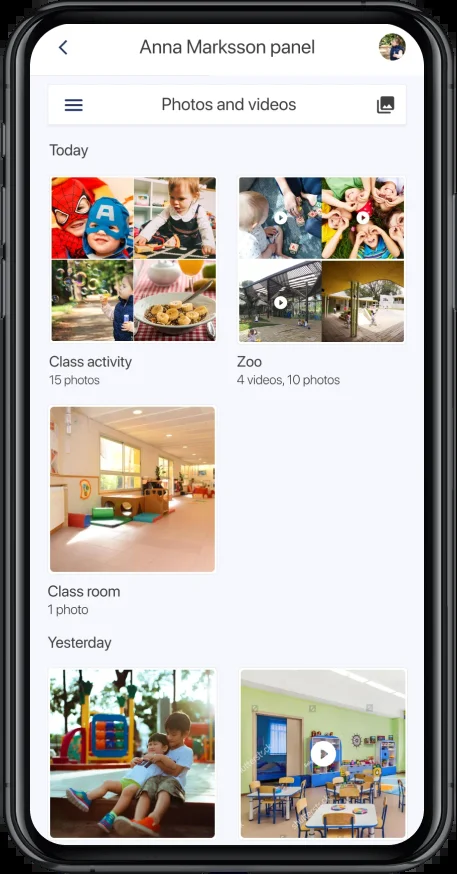 Anna Marksson panel
Photos and videos
Today
Class activity
15 photos
Zoo
4 videos, 10 photos
Class room
1 photo
Yesterday